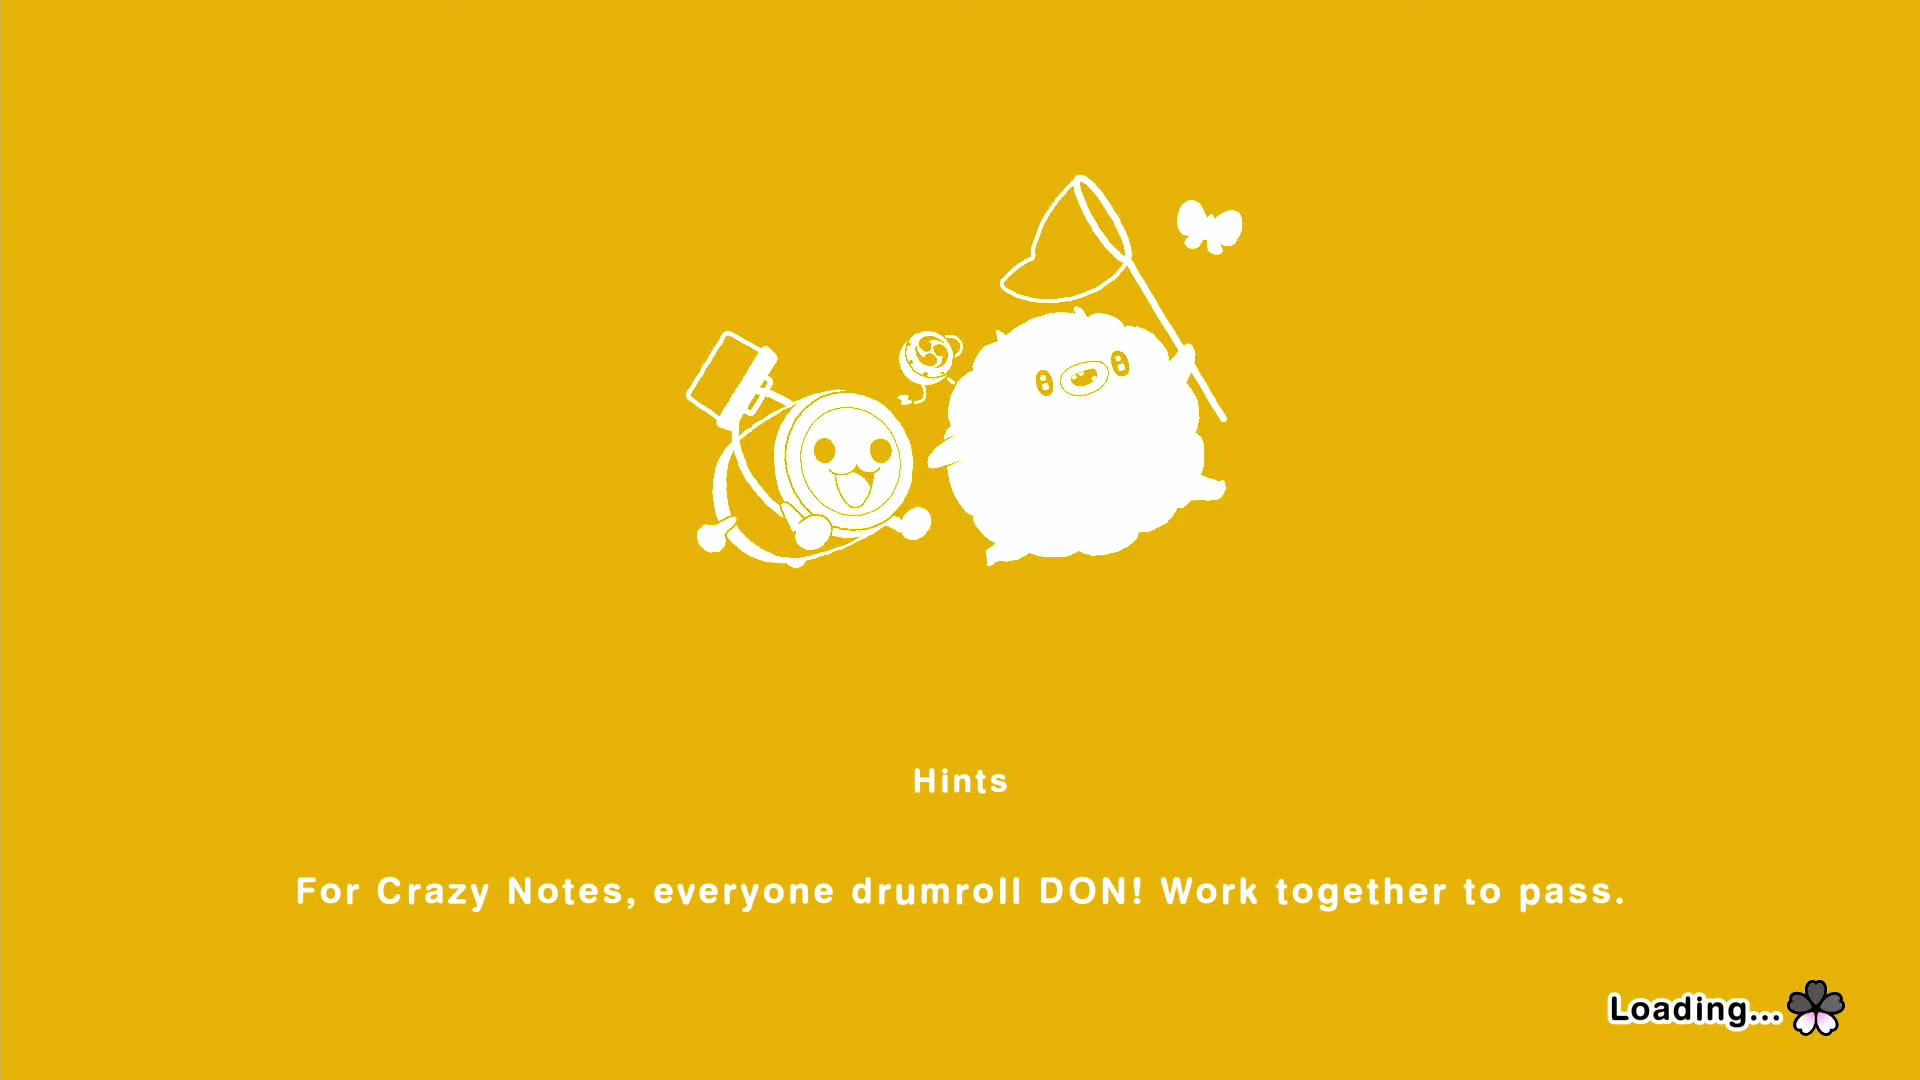 Hints
For Crazy Notes, everyone drumroll DON! Work together to pass.
Loading...